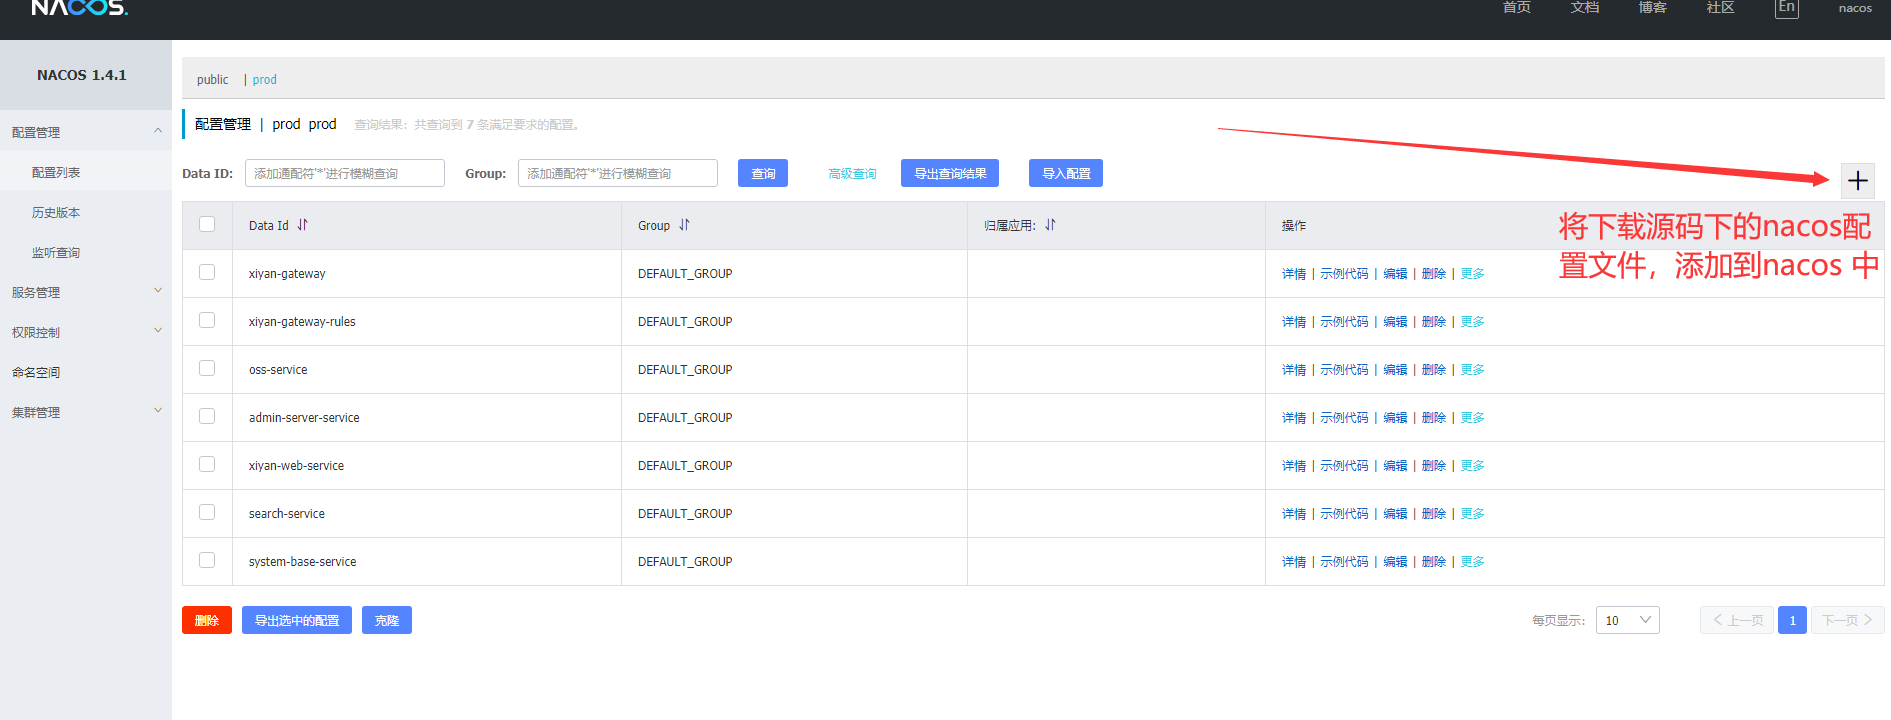 NACOS.
首页 文档 博客 社区 En nacos
NACOS 1.4.1
配置管理
配置列表
历史版本
监听查询
服务管理
权限控制
命名空间
集群管理
public | prod
配置管理 | prod prod 查询结果：共查询到 7 条满足要求的配置。
Data ID: 添加通配符'*'进行模糊查询 Group: 添加通配符'*'进行模糊查询 查询 高级查询 导出查询结果 导入配置
将下载源码下的nacos配
置文件，添加到nacos 中
Data Id Group 归属应用: 操作
xiyan-gateway DEFAULT_GROUP 详情 | 示例代码 | 编辑 | 删除 | 更多
xiyan-gateway-rules DEFAULT_GROUP 详情 | 示例代码 | 编辑 | 删除 | 更多
oss-service DEFAULT_GROUP 详情 | 示例代码 | 编辑 | 删除 | 更多
admin-server-service DEFAULT_GROUP 详情 | 示例代码 | 编辑 | 删除 | 更多
xiyan-web-service DEFAULT_GROUP 详情 | 示例代码 | 编辑 | 删除 | 更多
search-service DEFAULT_GROUP 详情 | 示例代码 | 编辑 | 删除 | 更多
system-base-service DEFAULT_GROUP 详情 | 示例代码 | 编辑 | 删除 | 更多
删除 导出选中的配置 克隆 每页显示: 10 上一页 1 下一页